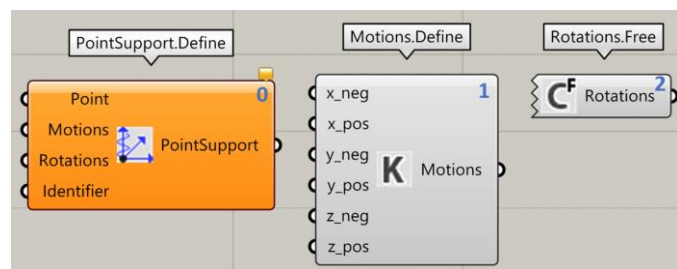 PointSupport.Define
Motions.Define
Rotations.Free
0
Point
Motions
Rotations
Identifier
PointSupport
1
x_neg
x_pos
y_neg
y_pos
z_neg
z_pos
K
Motions
CF
Rotations
2